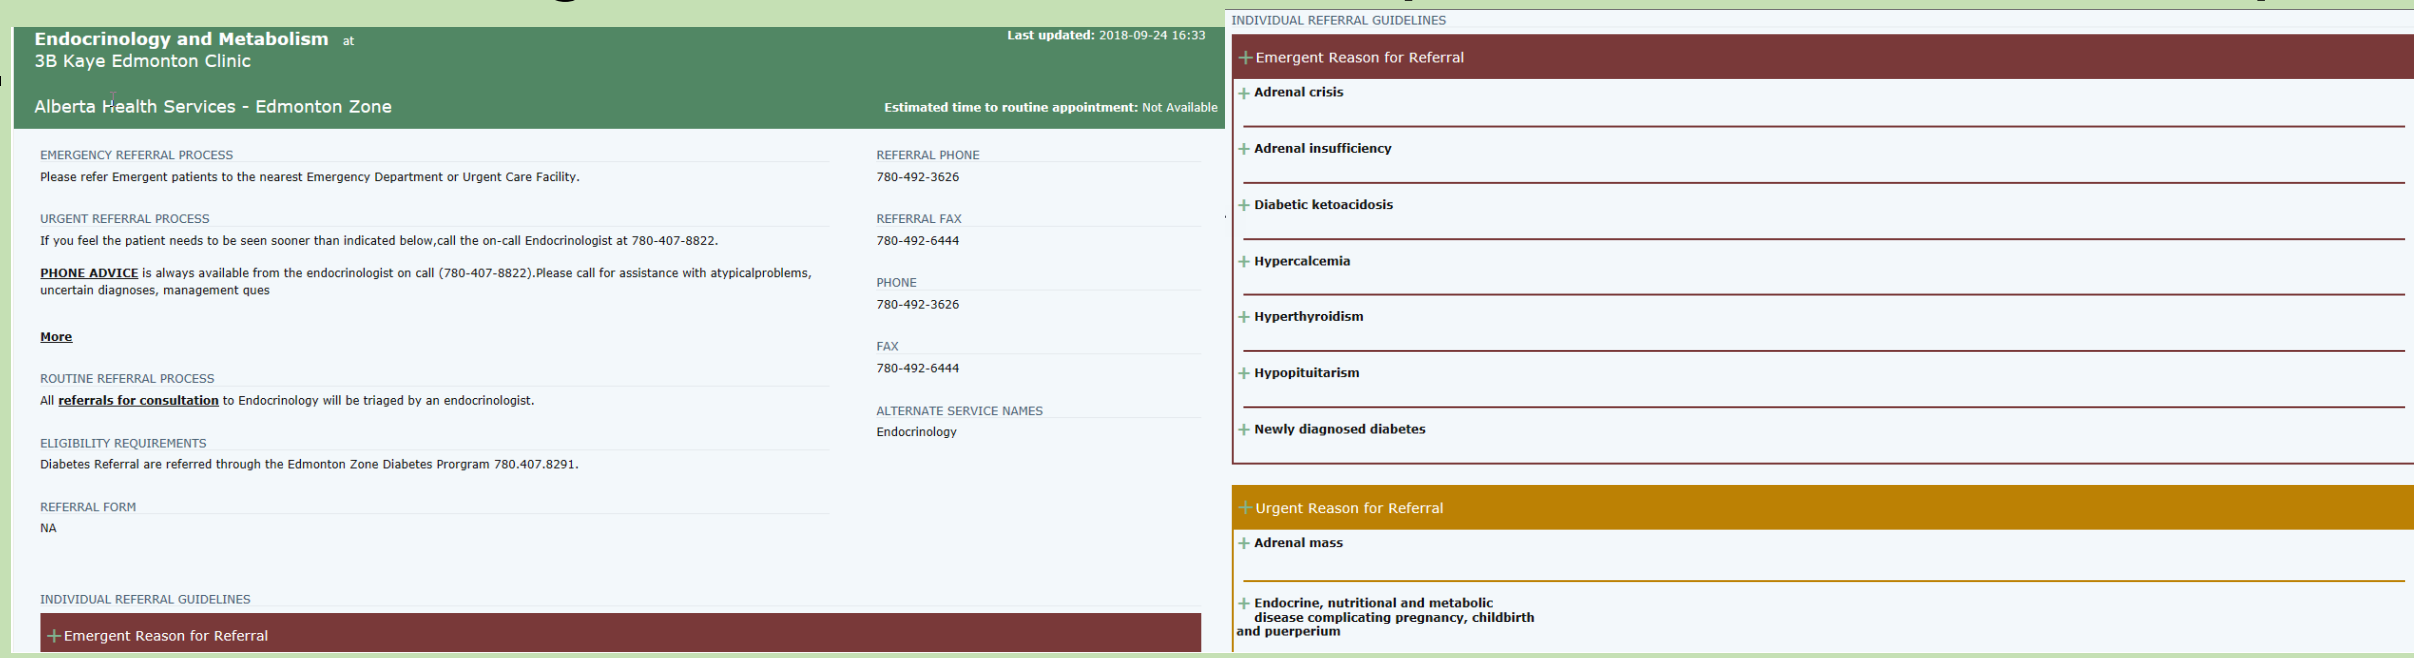 Endocrinology and Metabolism at
3B Kaye Edmonton Clinic
Alberta Health Services - Edmonton Zone
Last updated: 2018-09-24 16:33
Estimated time to routine appointment: Not Available
EMERGENCY REFERRAL PROCESS
Please refer Emergent patients to the nearest Emergency Department or Urgent Care Facility.
URGENT REFERRAL PROCESS
If you feel the patient needs to be seen sooner than indicated below,call the on-call Endocrinologist at 780-407-8822.
PHONE ADVICE is always available from the endocrinologist on call (780-407-8822).Please call for assistance with atypicalproblems,
uncertain diagnoses, management ques
More
ROUTINE REFERRAL PROCESS
All referrals for consultation to Endocrinology will be triaged by an endocrinologist.
ELIGIBILITY REQUIREMENTS
Diabetes Referral are referred through the Edmonton Zone Diabetes Prorgram 780.407.8291.
REFERRAL FORM
NA
REFERRAL PHONE
780-492-3626
REFERRAL FAX
780-492-6444
PHONE
780-492-3626
FAX
780-492-6444
ALTERNATE SERVICE NAMES
Endocrinology
INDIVIDUAL REFERRAL GUIDELINES
+Emergent Reason for Referral
INDIVIDUAL REFERRAL GUIDELINES
+Emergent Reason for Referral
+ Adrenal crisis
+ Adrenal insufficiency
+ Diabetic ketoacidosis
+ Hypercalcemia
+ Hyperthyroidism
+ Hypopituitarism
+ Newly diagnosed diabetes
+Urgent Reason for Referral
+ Adrenal mass
+ Endocrine, nutritional and metabolic
disease complicating pregnancy, childbirth
and puerperium